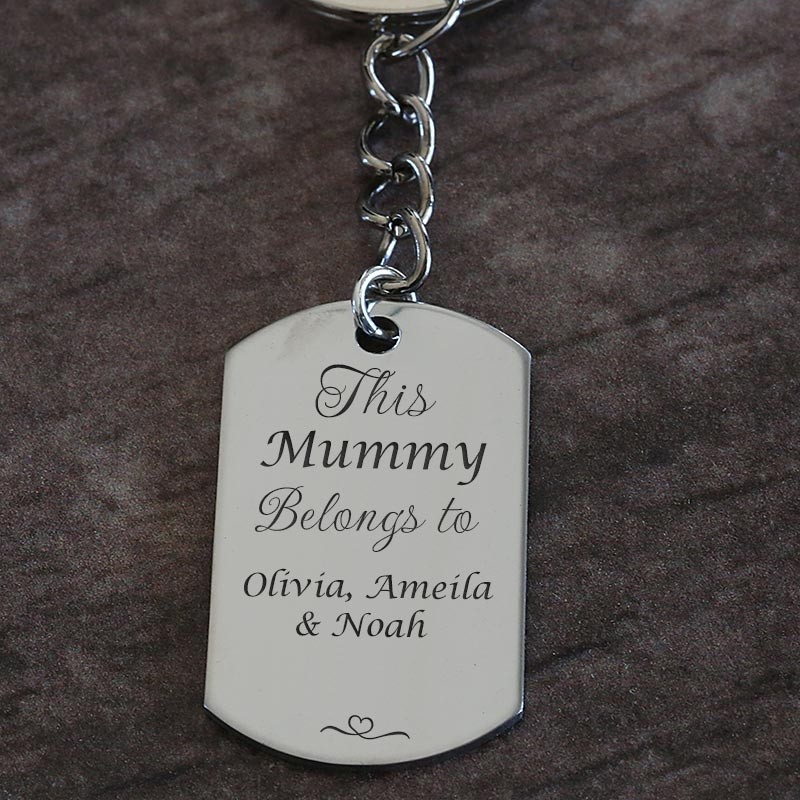 This
Mummy
Belongs to
Olivia, Ameila
& Noah